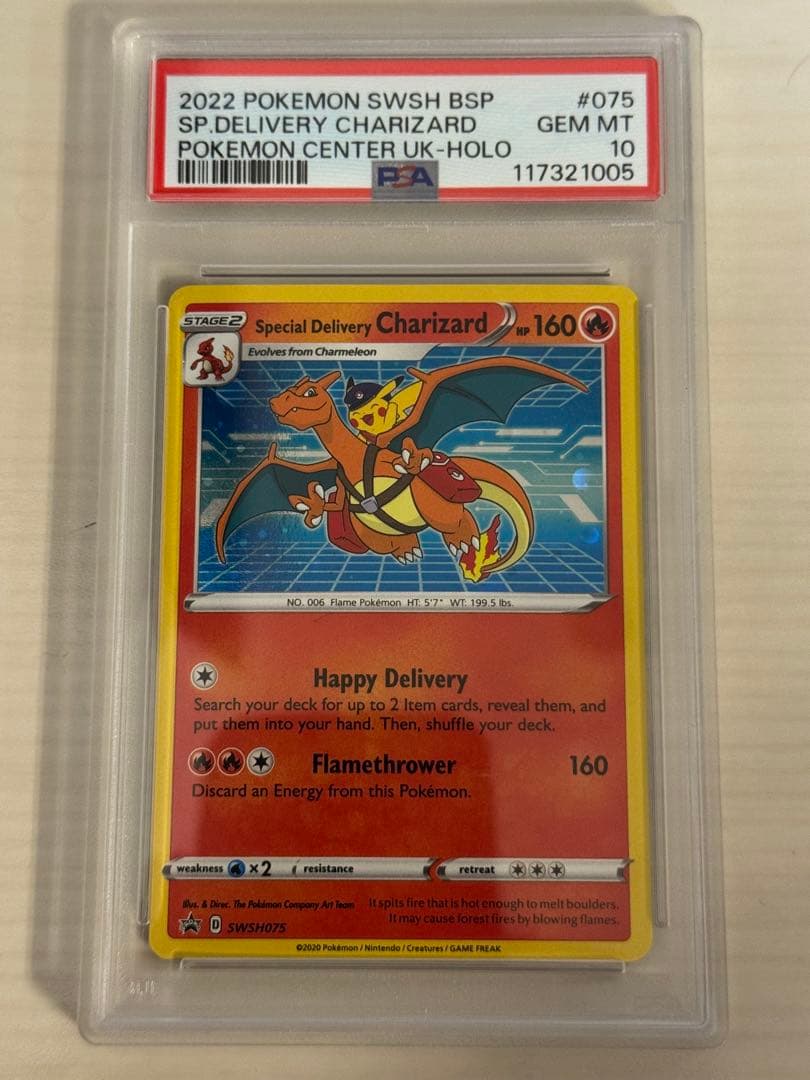 2022 POKEMON SWSH BSP #075
SP.DELIVERY CHARIZARD GEM MT
POKEMON CENTER UK-HOLO 10
PSA 117321005
STAGE 2 Special Delivery Charizard HP 160
Evolves from Charmeleon
NO. 006 Flame Pokémon HT: 5'7" WT: 199.5 lbs.
Happy Delivery
Search your deck for up to 2 Item cards, reveal them, and
put them into your hand. Then, shuffle your deck.
Flamethrower 160
Discard an Energy from this Pokémon.
weakness ×2 resistance retreat
Illus. & Direc. The Pokémon Company Art Team It spits fire that is hot enough to melt boulders.
It may cause forest fires by blowing flames.
D SWSH075
©2020 Pokémon / Nintendo / Creatures / GAME FREAK